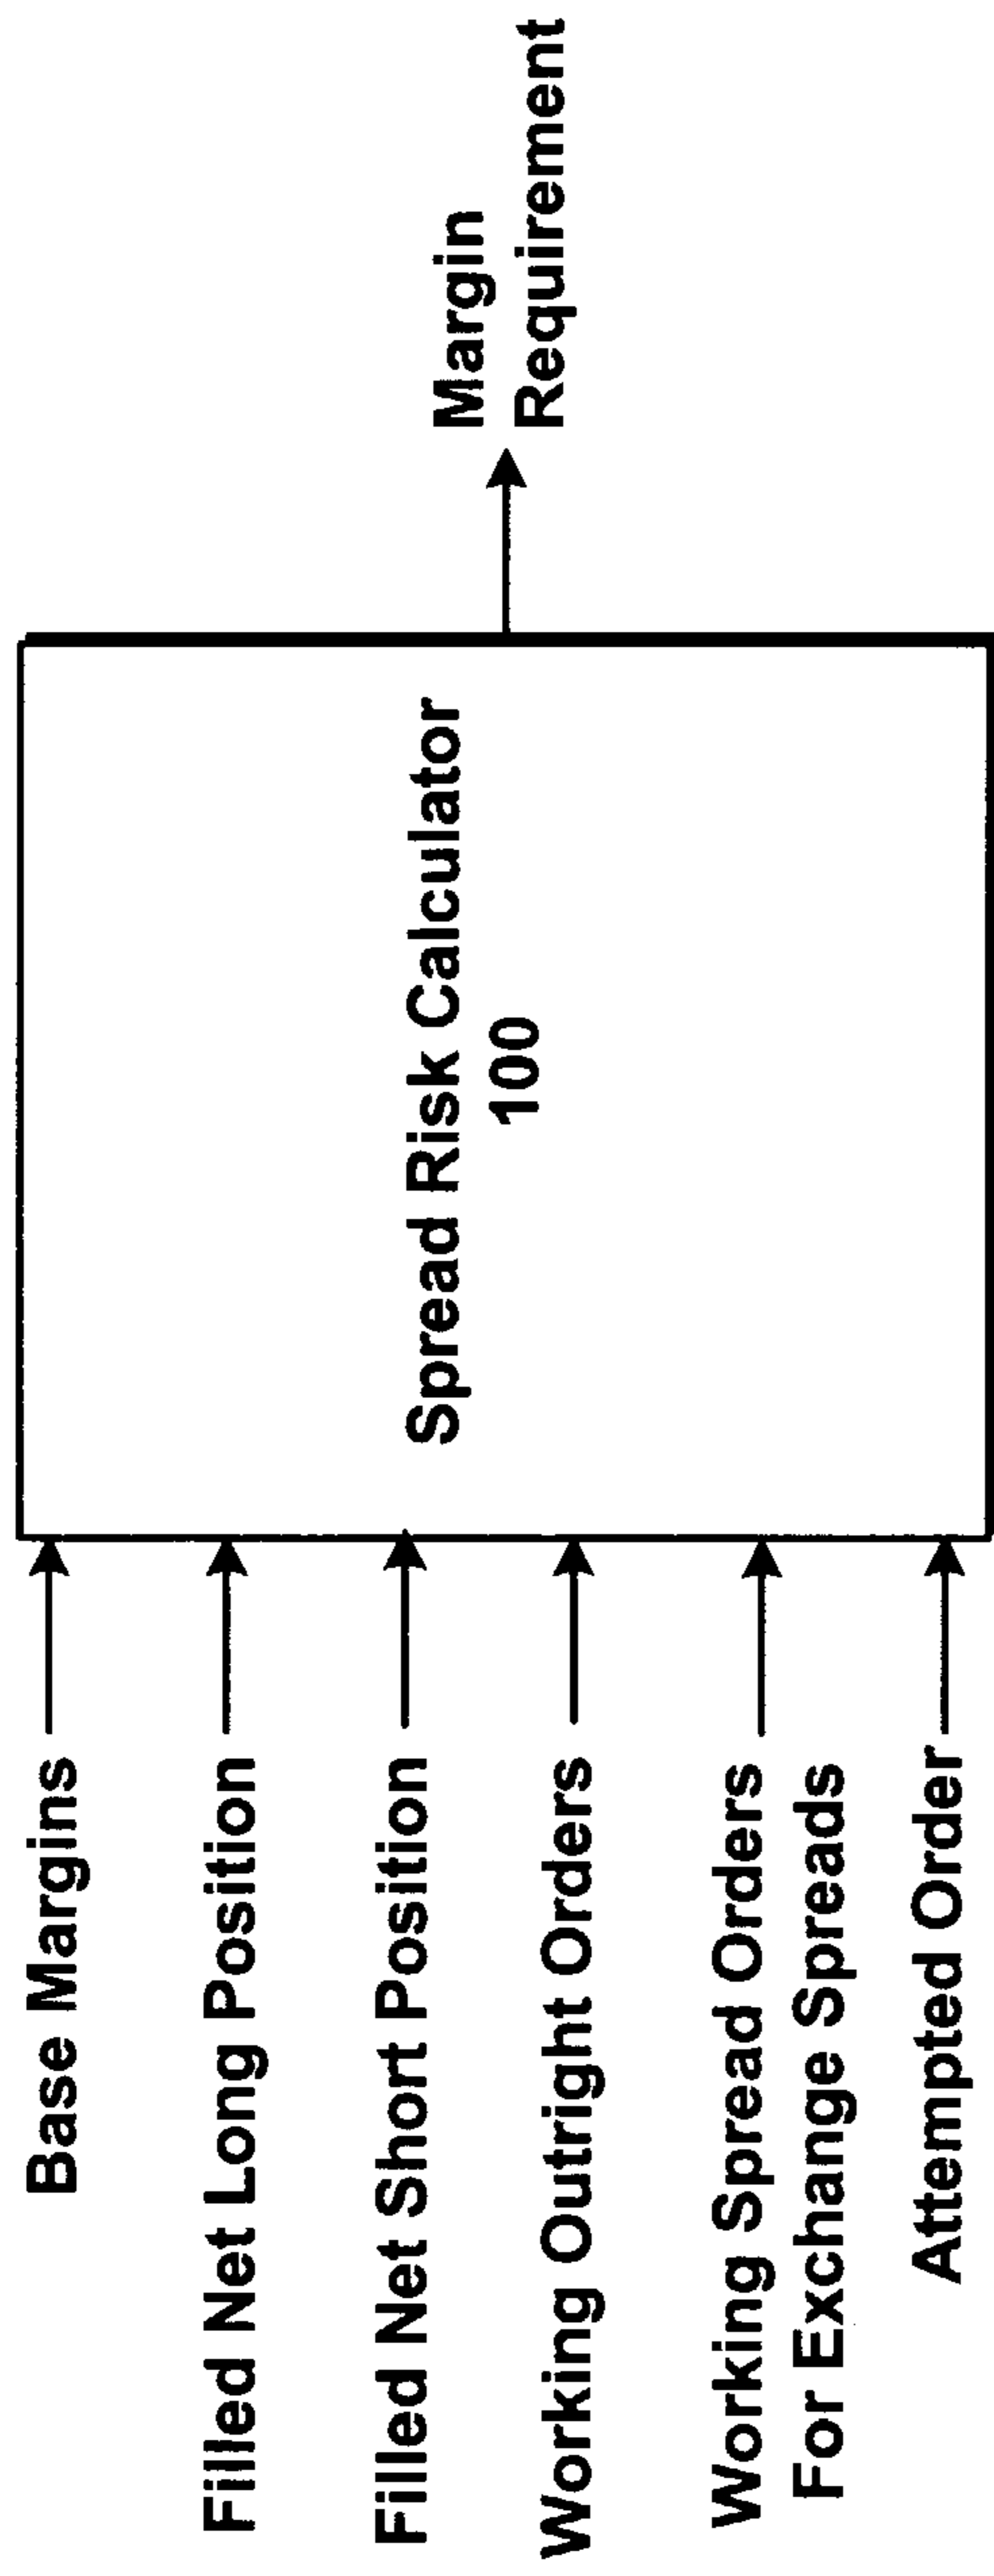 Base Margins
Filled Net Long Position
Filled Net Short Position
Working Outright Orders
Working Spread Orders
For Exchange Spreads
Attempted Order
Spread Risk Calculator
100
Margin
Requirement